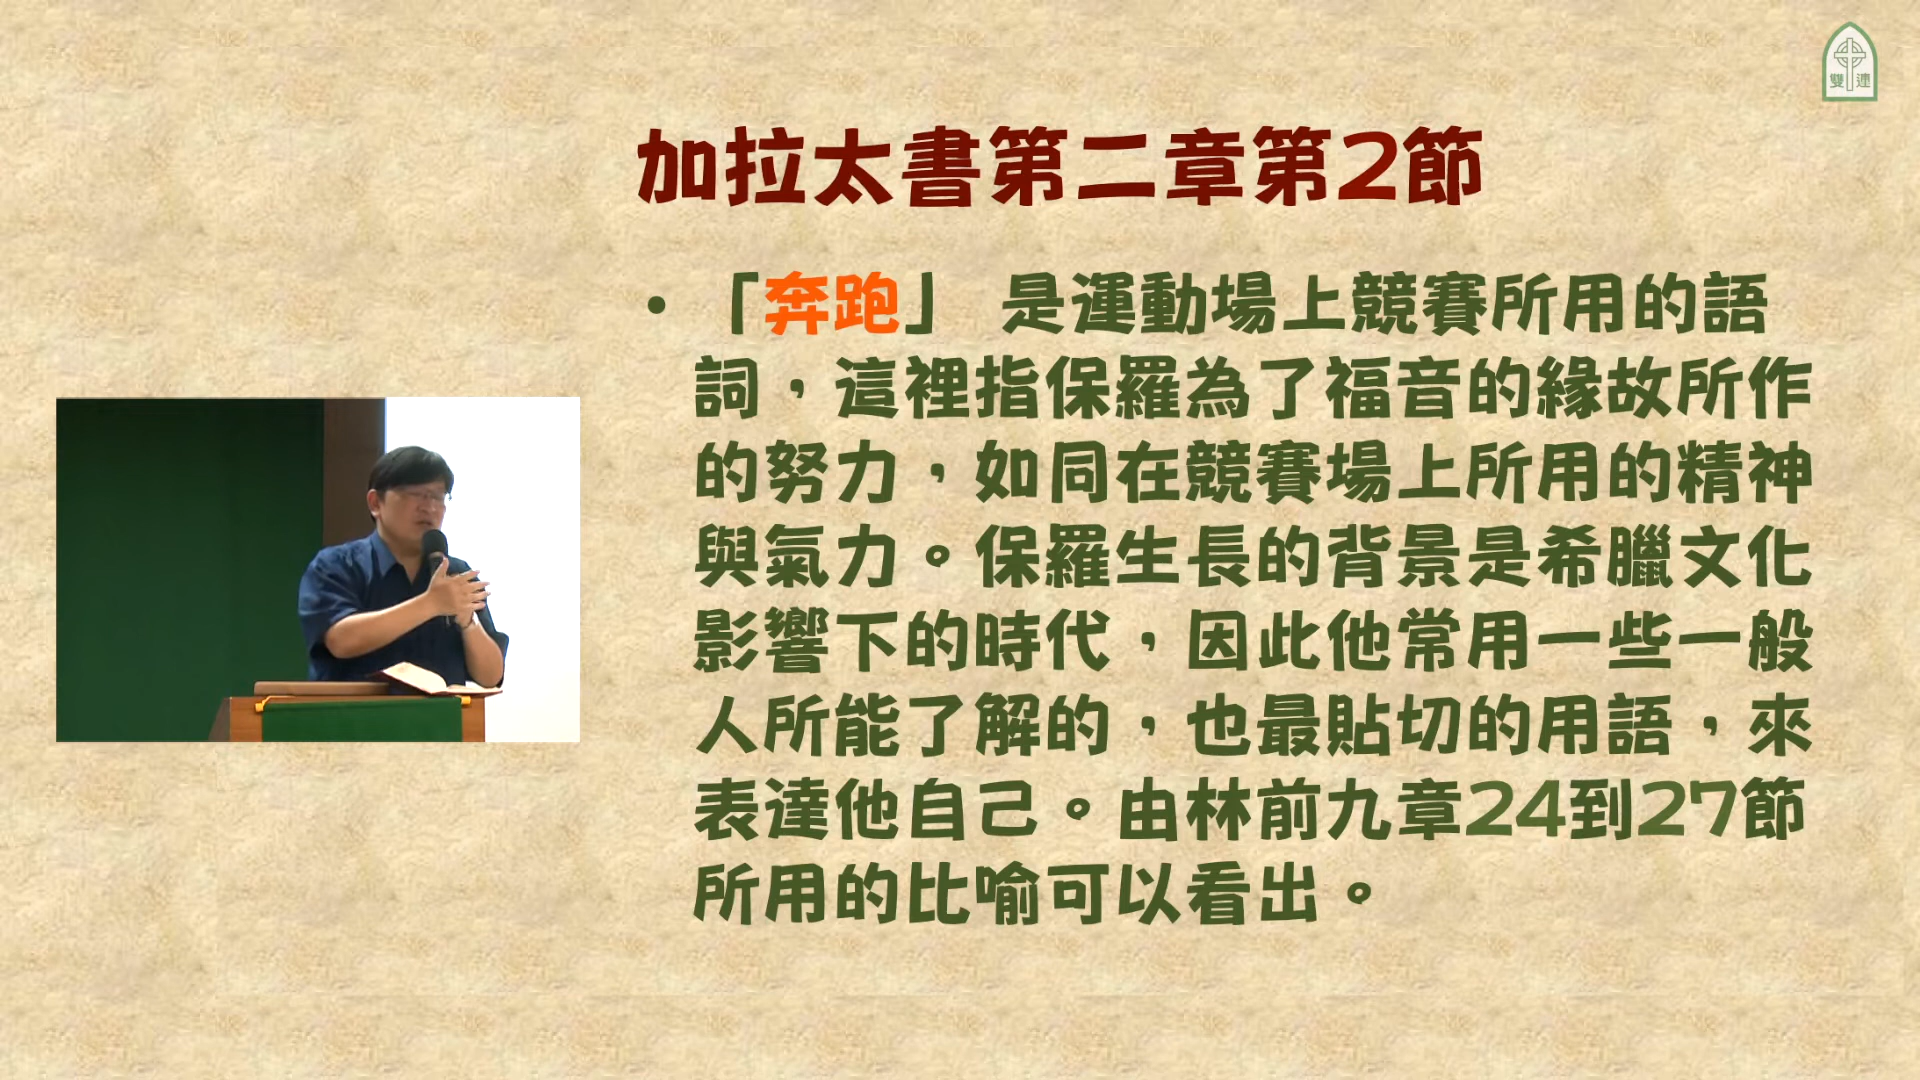 雙連
加拉太書第二章第2節
• 「奔跑」 是運動場上競賽所用的語
詞，這裡指保羅為了福音的緣故所作
的努力，如同在競賽場上所用的精神
與氣力。保羅生長的背景是希臘文化
影響下的時代，因此他常用一些一般
人所能了解的，也最貼切的用語，來
表達他自己。由林前九章24到27節
所用的比喻可以看出。